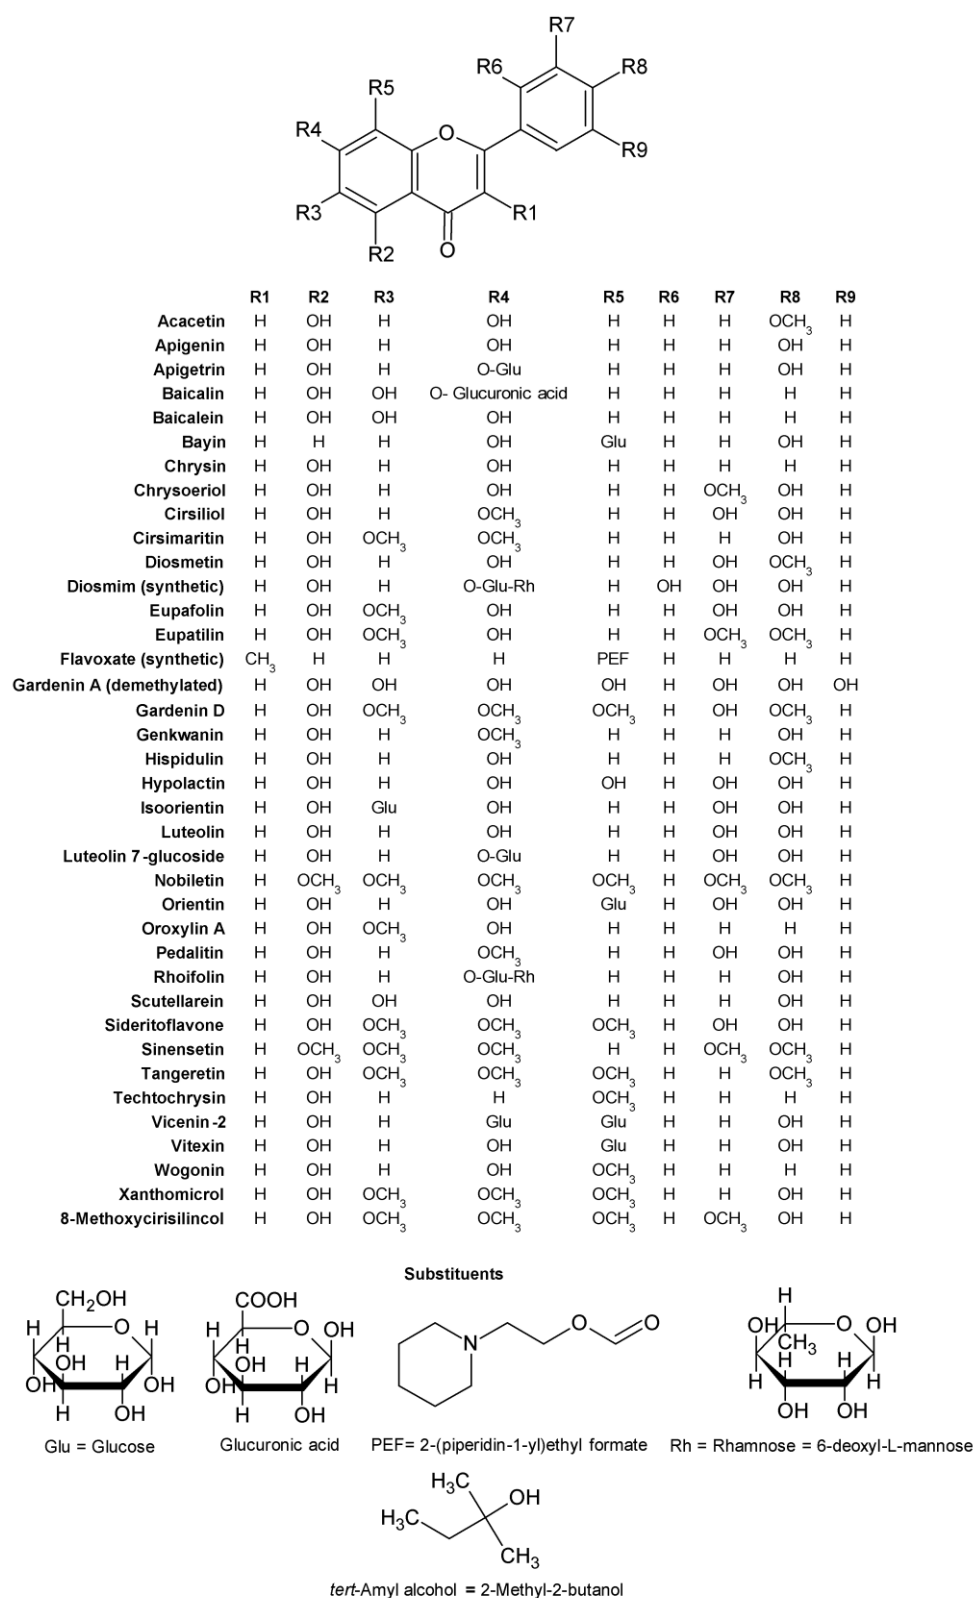 R7
R6
R8
R5
R4
O
R9
R3
R1
R2
O
R1 R2 R3 R4 R5 R6 R7 R8 R9
Acacetin H OH H OH H H H OCH3 H
Apigenin H OH H OH H H H OH H
Apigetrin H OH H O-Glu H H H OH H
Baicalin H OH OH O- Glucuronic acid H H H H H
Baicalein H OH OH OH H H H H H
Bayin H H H OH Glu H H OH H
Chrysin H OH H OH H H H H H
Chrysoeriol H OH H OH H H OCH3 OH H
Cirsiliol H OH H OCH3 H H OH OH H
Cirsimaritin H OH OCH3 OCH3 H H H OH H
Diosmetin H OH H OH H H OH OCH3 H
Diosmim (synthetic) H OH H O-Glu-Rh H OH OH OH H
Eupafolin H OH OCH3 OH H H OH OH H
Eupatilin H OH OCH3 OH H H OCH3 OCH3 H
Flavoxate (synthetic) CH3 H H H PEF H H H H
Gardenin A (demethylated) H OH OH OH OH H OH OH OH
Gardenin D H OH OCH3 OCH3 OCH3 H OH OCH3 H
Genkwanin H OH H OCH3 H H H OH H
Hispidulin H OH H OH H H H OCH3 H
Hypolactin H OH H OH OH H OH OH H
Isoorientin H OH Glu OH H H OH OH H
Luteolin H OH H OH H H OH OH H
Luteolin 7-glucoside H OH H O-Glu H H OH OH H
Nobiletin H OCH3 OCH3 OCH3 OCH3 H OCH3 OCH3 H
Orientin H OH H OH Glu H OH OH H
Oroxylin A H OH OCH3 OH H H H H H
Pedalitin H OH H OCH3 H H OH OH H
Rhoifolin H OH H O-Glu-Rh H H H OH H
Scutellarein H OH OH OH H H H OH H
Sideritoflavone H OH OCH3 OCH3 OCH3 H OH OH H
Sinensetin H OCH3 OCH3 OCH3 H H OCH3 OCH3 H
Tangeretin H OH OCH3 OCH3 OCH3 H H OCH3 H
Techtochrysin H OH H H OCH3 H H H H
Vicenin-2 H OH H Glu Glu H H OH H
Vitexin H OH H OH Glu H H OH H
Wogonin H OH H OH OCH3 H H H H
Xanthomicrol H OH OCH3 OCH3 OCH3 H H OH H
8-Methoxycirisilincol H OH OCH3 OCH3 OCH3 H OCH3 OH H
Substituents
CH2OH
H H O H
OH H
OH OH
H OH
COOH
H H O OH
OH H
OH H
H OH
N O O
H
OH O OH
CH3
H H H H
OH OH
Glu = Glucose
Glucuronic acid
PEF= 2-(piperidin-1-yl)ethyl formate
Rh = Rhamnose = 6-deoxyl-L-mannose
H3C
OH
H3C
CH3
tert-Amyl alcohol = 2-Methyl-2-butanol